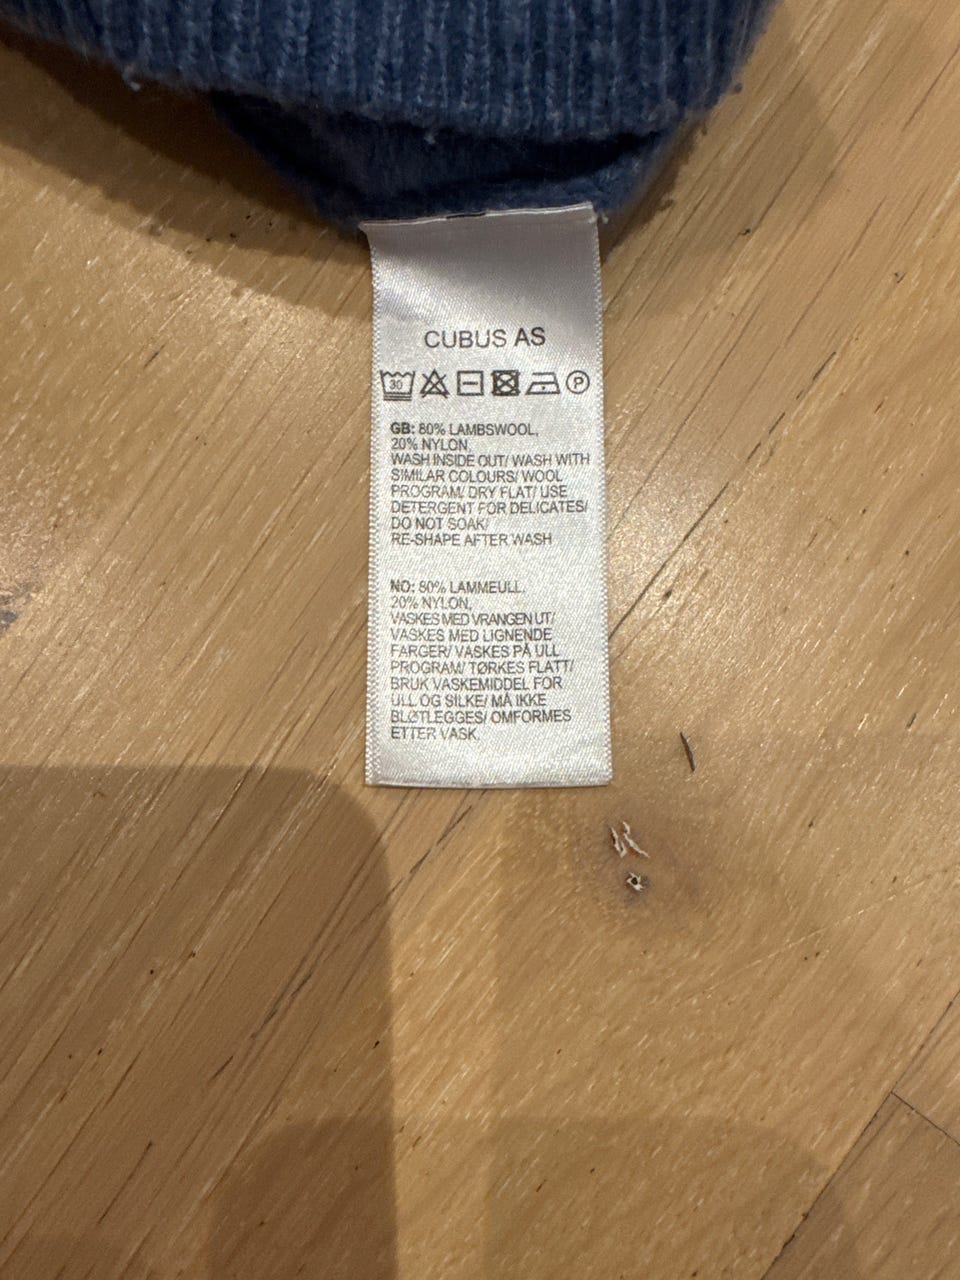 CUBUS AS
30 P
GB: 80% LAMBSWOOL,
20% NYLON,
WASH INSIDE OUT/ WASH WITH
SIMILAR COLOURS/ WOOL
PROGRAM/ DRY FLAT/ USE
DETERGENT FOR DELICATES/
DO NOT SOAK/
RE-SHAPE AFTER WASH
NO: 80% LAMMEULL,
20% NYLON,
VASKES MED VRANGEN UT/
VASKES MED LIGNENDE
FARGER/ VASKES PÅ ULL
PROGRAM/ TØRKES FLATT/
BRUK VASKEMIDDEL FOR
ULL OG SILKE/ MÅ IKKE
BLØTLEGGES/ OMFORMES
ETTER VASK.